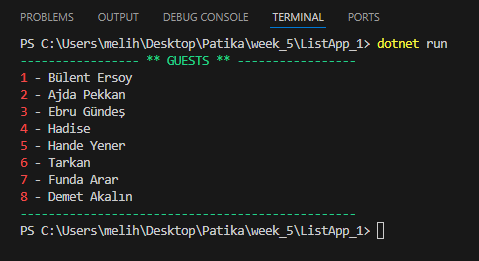 PROBLEMS OUTPUT DEBUG CONSOLE TERMINAL PORTS
PS C:\Users\melih\Desktop\Patika\week_5\ListApp_1> dotnet run
----------------- ** GUESTS ** -----------------
1 - Bülent Ersoy
2 - Ajda Pekkan
3 - Ebru Gündeş
4 - Hadise
5 - Hande Yener
6 - Tarkan
7 - Funda Arar
8 - Demet Akalın
------------------------------------------------
PS C:\Users\melih\Desktop\Patika\week_5\ListApp_1>